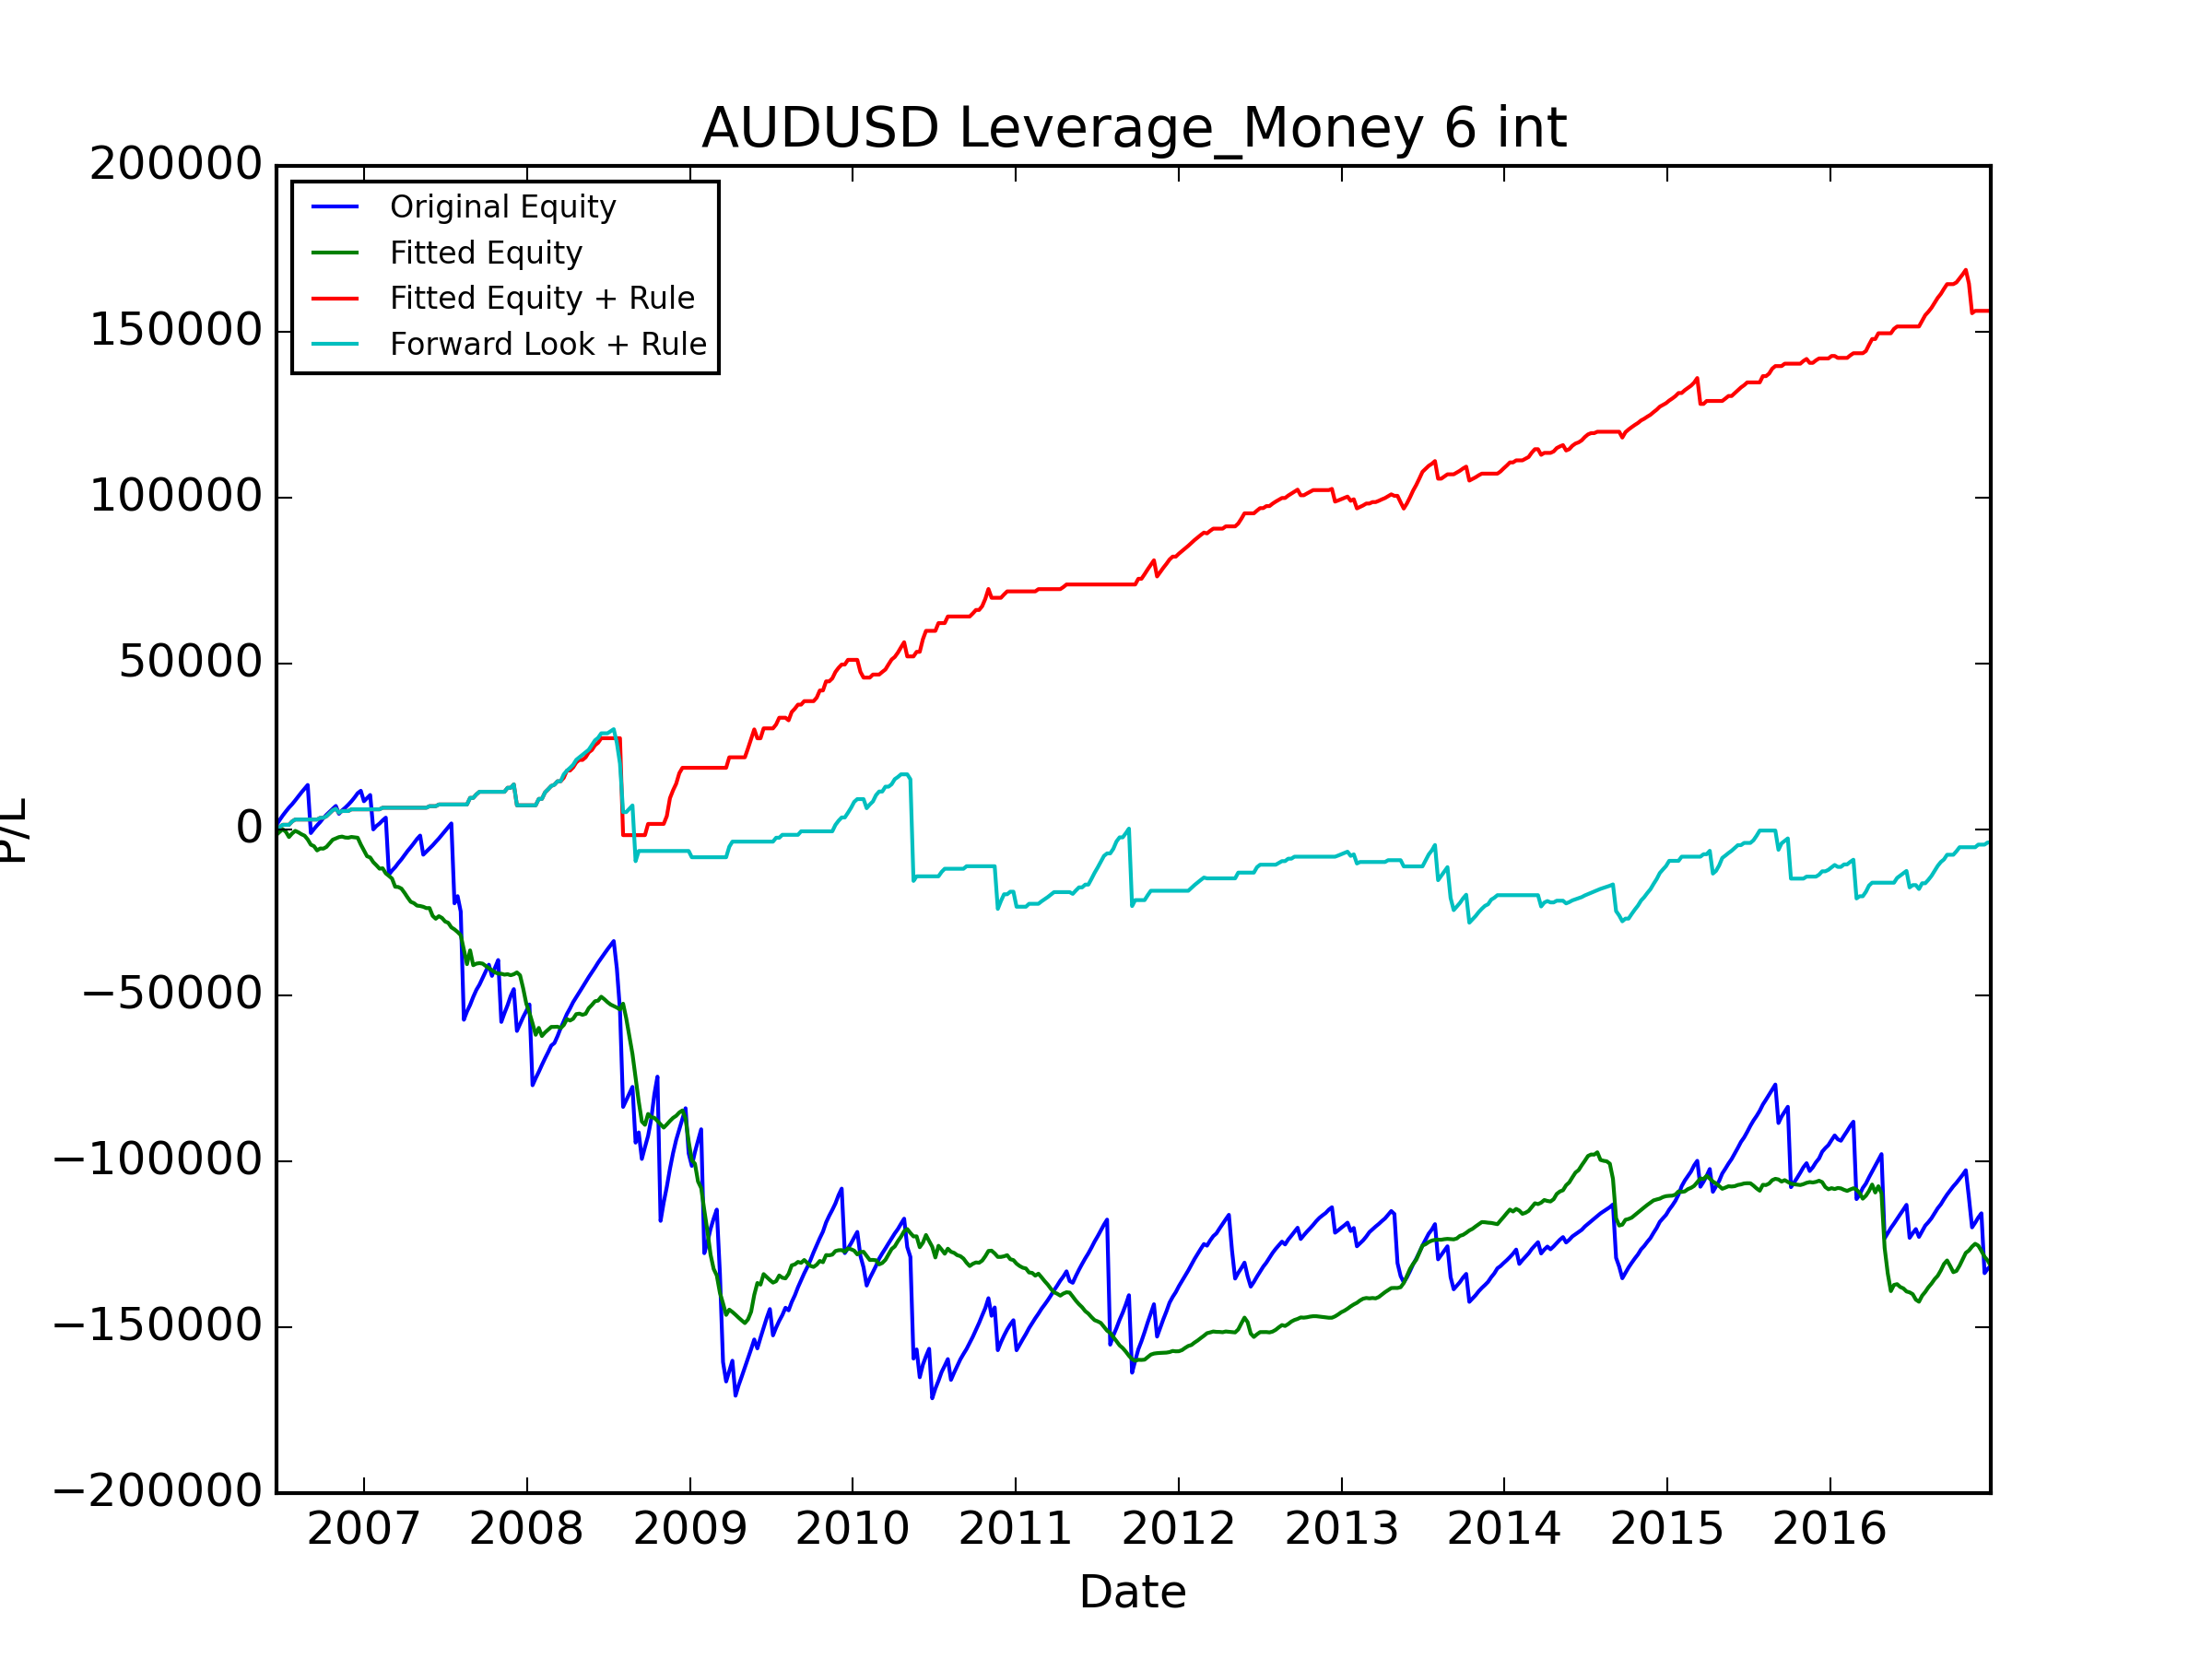 AUDUSD Leverage_Money 6 int
200000
150000
100000
50000
0
−50000
−100000
−150000
−200000
P/L
Original Equity
Fitted Equity
Fitted Equity + Rule
Forward Look + Rule
2007 2008 2009 2010 2011 2012 2013 2014 2015 2016
Date